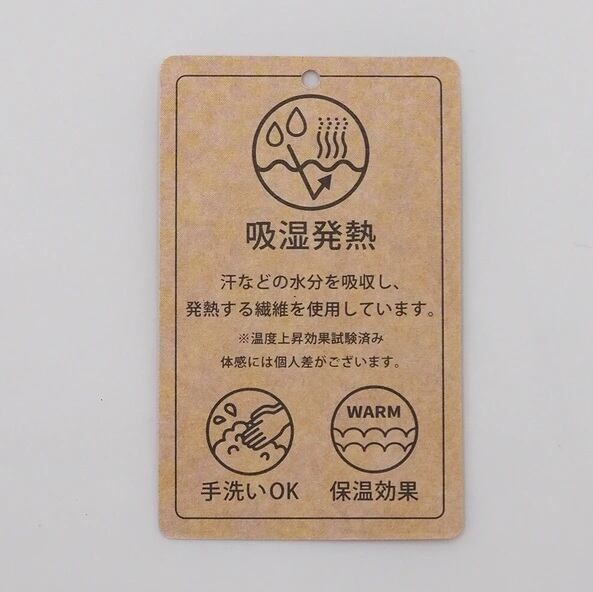 吸湿発熱
汗などの水分を吸収し、
発熱する繊維を使用しています。
※温度上昇効果試験済み
体感には個人差がございます。
WARM
手洗いOK
保温効果